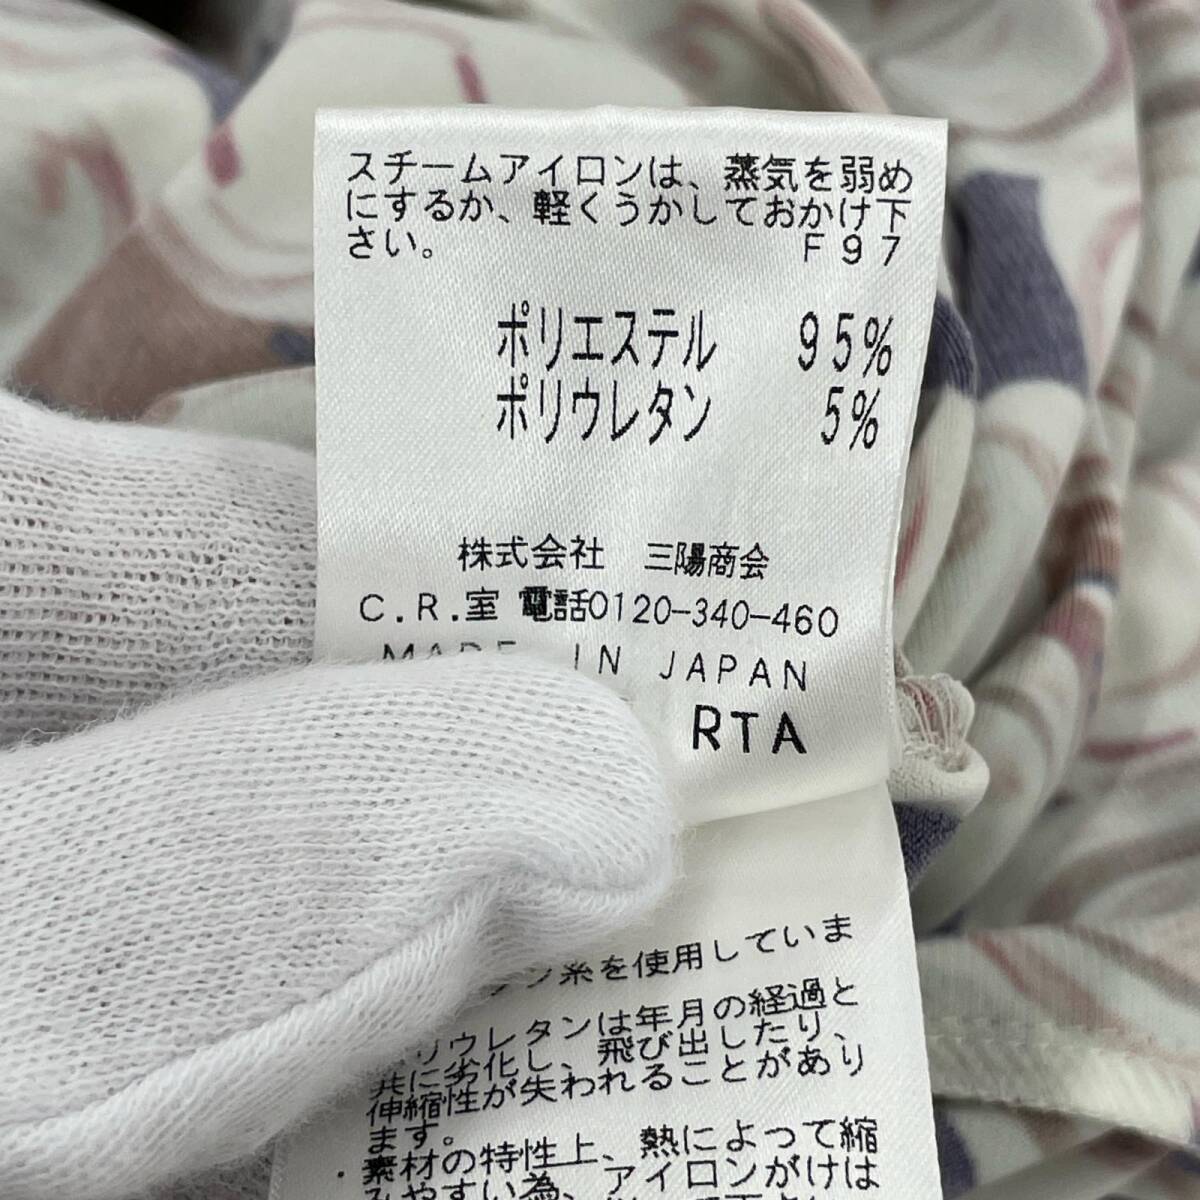 スチームアイロンは、蒸気を弱め
にするか、軽くうかしておかけ下
さい。 F97
ポリエステル 95%
ポリウレタン 5%
株式会社 三陽商会
C.R.室 電話0120-340-460
MADE IN JAPAN
RTA
糸を使用していま
リウレタンは年月の経過と
共に劣化し、飛び出したり、
伸縮性が失われることがあり
ます。
・素材の特性上、熱によって縮
みやすい為、アイロンがけは